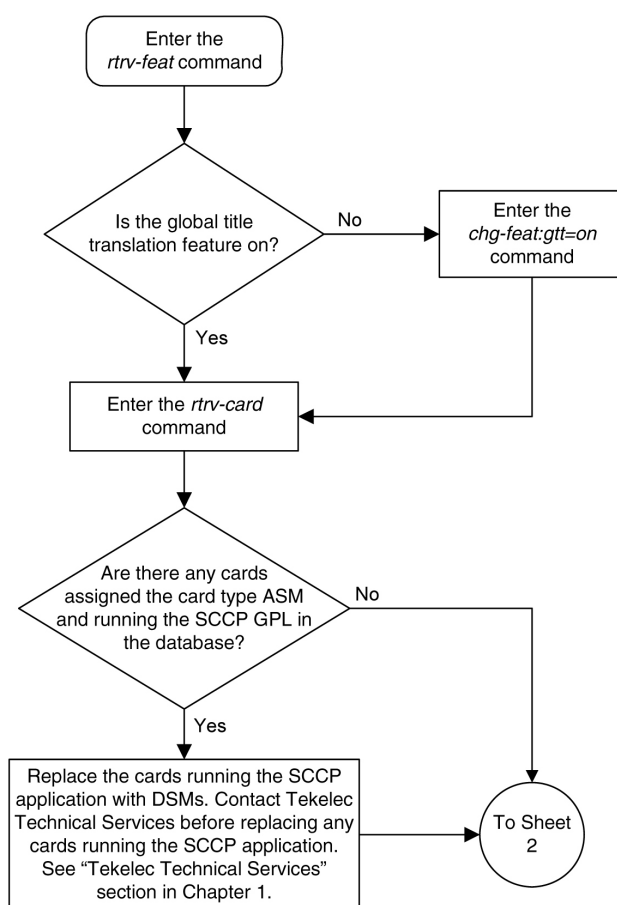 Enter the
rtrv-feat command
Is the global title
translation feature on?
No
Enter the
chg-feat:gtt=on
command
Yes
Enter the rtrv-card
command
Are there any cards
assigned the card type ASM
and running the SCCP GPL in
the database?
No
Yes
Replace the cards running the SCCP
application with DSMs. Contact Tekelec
Technical Services before replacing any
cards running the SCCP application.
See “Tekelec Technical Services”
section in Chapter 1.
To Sheet
2